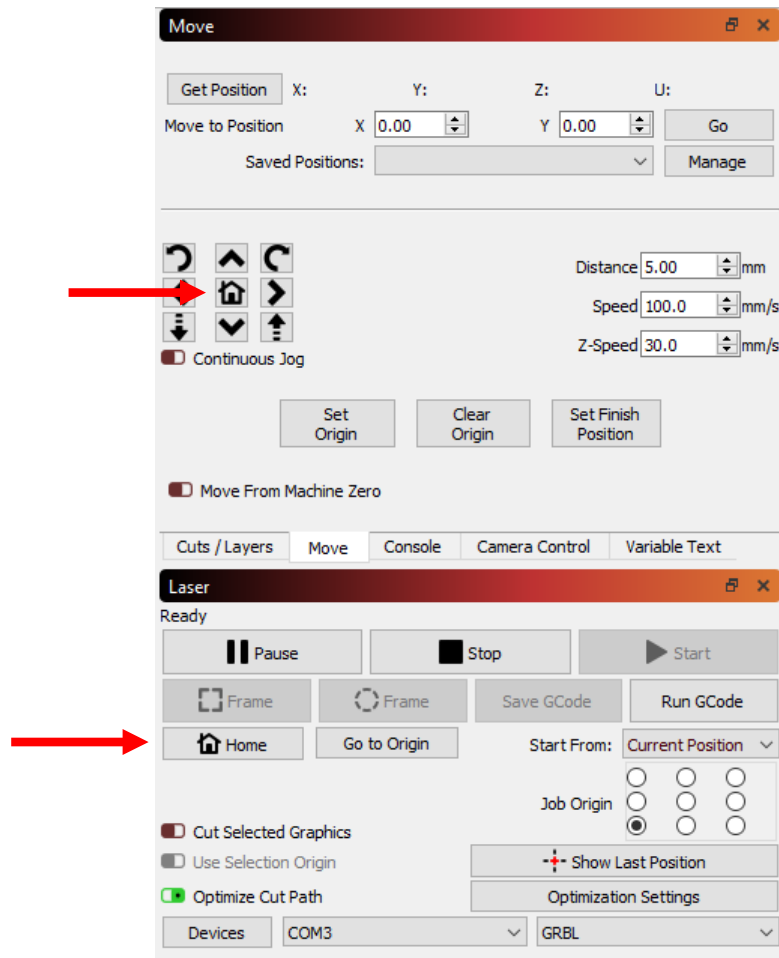 Move
Get Position X: Y: Z: U:
Move to Position X 0.00 Y 0.00 Go
Saved Positions: Manage
Distance 5.00 mm
Speed 100.0 mm/s
Z-Speed 30.0 mm/s
Continuous Jog
Set Origin Clear Origin Set Finish Position
Move From Machine Zero
Cuts / Layers Move Console Camera Control Variable Text
Laser
Ready
Pause Stop Start
Frame Frame Save GCode Run GCode
Home Go to Origin Start From: Current Position
Job Origin
Cut Selected Graphics
Use Selection Origin Show Last Position
Optimize Cut Path Optimization Settings
Devices COM3 GRBL